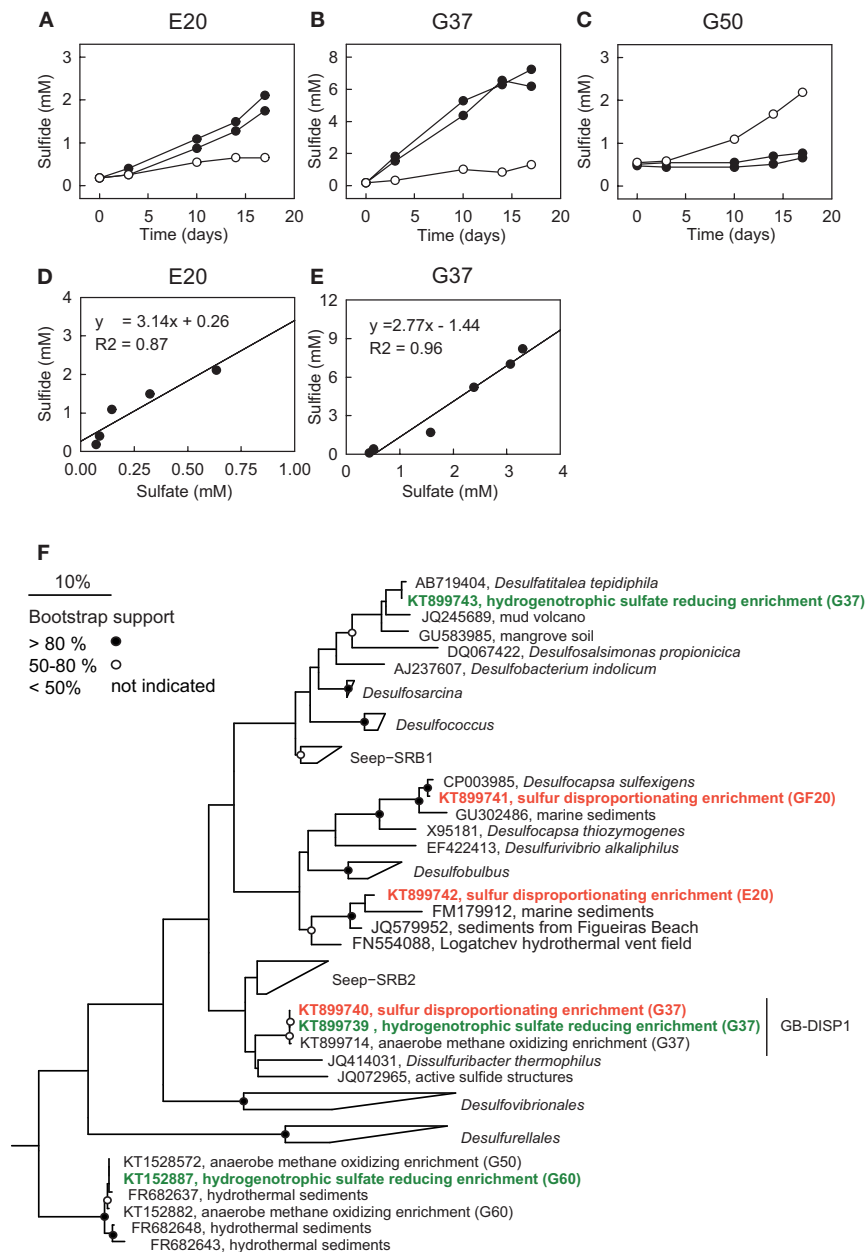 A E20
B G37
C G50
Sulfide (mM)
3
2
1
0
0 5 10 15 20
Time (days)
Sulfide (mM)
8
6
4
2
0
0 5 10 15 20
Time (days)
Sulfide (mM)
3
2
1
0
0 5 10 15 20
Time (days)
D E20
Sulfide (mM)
4
3
2
1
0
y = 3.14x + 0.26
R2 = 0.87
0.00 0.25 0.50 0.75 1.00
Sulfate (mM)
E G37
Sulfide (mM)
12
9
6
3
0
y =2.77x - 1.44
R2 = 0.96
0 1 2 3 4
Sulfate (mM)
F
10%
Bootstrap support
> 80 %
50-80 %
< 50% not indicated
AB719404, Desulfatitalea tepidiphila
KT899743, hydrogenotrophic sulfate reducing enrichment (G37)
JQ245689, mud volcano
GU583985, mangrove soil
DQ067422, Desulfosalsimonas propionicica
AJ237607, Desulfobacterium indolicum
Desulfosarcina
Desulfococcus
Seep-SRB1
CP003985, Desulfocapsa sulfexigens
KT899741, sulfur disproportionating enrichment (GF20)
GU302486, marine sediments
X95181, Desulfocapsa thiozymogenes
EF422413, Desulfurivibrio alkaliphilus
Desulfobulbus
KT899742, sulfur disproportionating enrichment (E20)
FM179912, marine sediments
JQ579952, sediments from Figueiras Beach
FN554088, Logatchev hydrothermal vent field
Seep-SRB2
KT899740, sulfur disproportionating enrichment (G37)
KT899739 , hydrogenotrophic sulfate reducing enrichment (G37)
GB-DISP1
KT899714, anaerobe methane oxidizing enrichment (G37)
JQ414031, Dissulfuribacter thermophilus
JQ072965, active sulfide structures
Desulfovibrionales
Desulfurellales
KT1528572, anaerobe methane oxidizing enrichment (G50)
KT152887, hydrogenotrophic sulfate reducing enrichment (G60)
FR682637, hydrothermal sediments
KT152882, anaerobe methane oxidizing enrichment (G60)
FR682648, hydrothermal sediments
FR682643, hydrothermal sediments